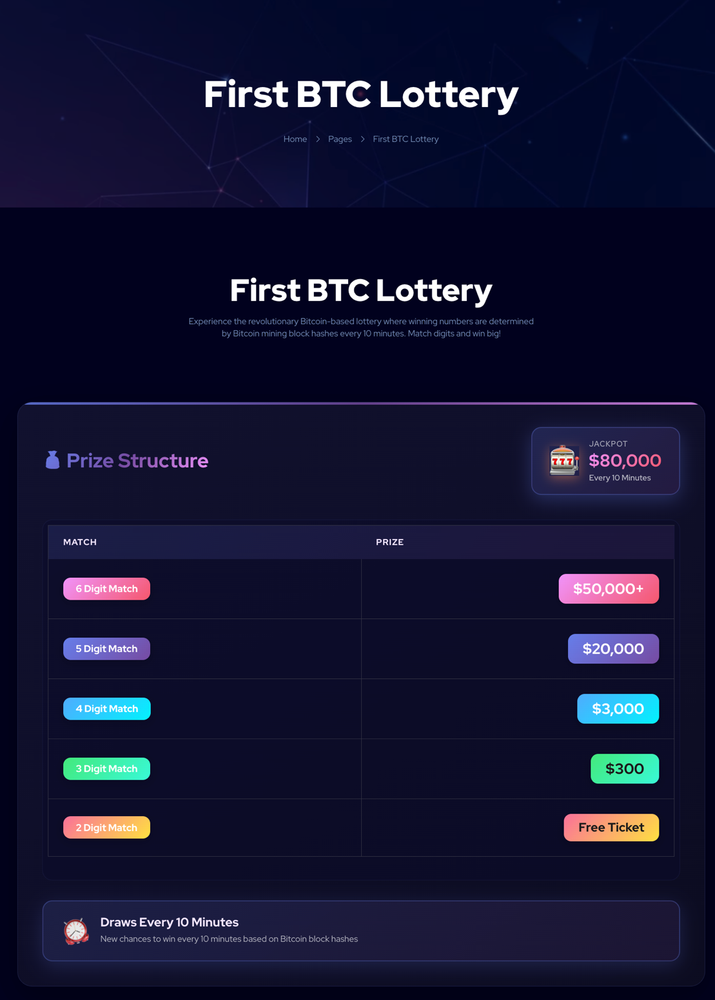 First BTC Lottery
Home > Pages > First BTC Lottery
First BTC Lottery
Experience the revolutionary Bitcoin-based lottery where winning numbers are determined
by Bitcoin mining block hashes every 10 minutes. Match digits and win big!
Prize Structure
777
JACKPOT
$80,000
Every 10 Minutes
MATCH PRIZE
6 Digit Match $50,000+
5 Digit Match $20,000
4 Digit Match $3,000
3 Digit Match $300
2 Digit Match Free Ticket
Draws Every 10 Minutes
New chances to win every 10 minutes based on Bitcoin block hashes